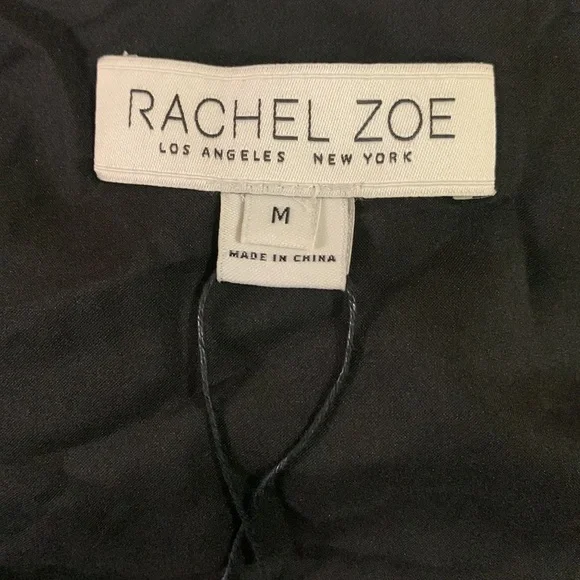 RACHEL ZOE
LOS ANGELES NEW YORK
M
MADE IN CHINA